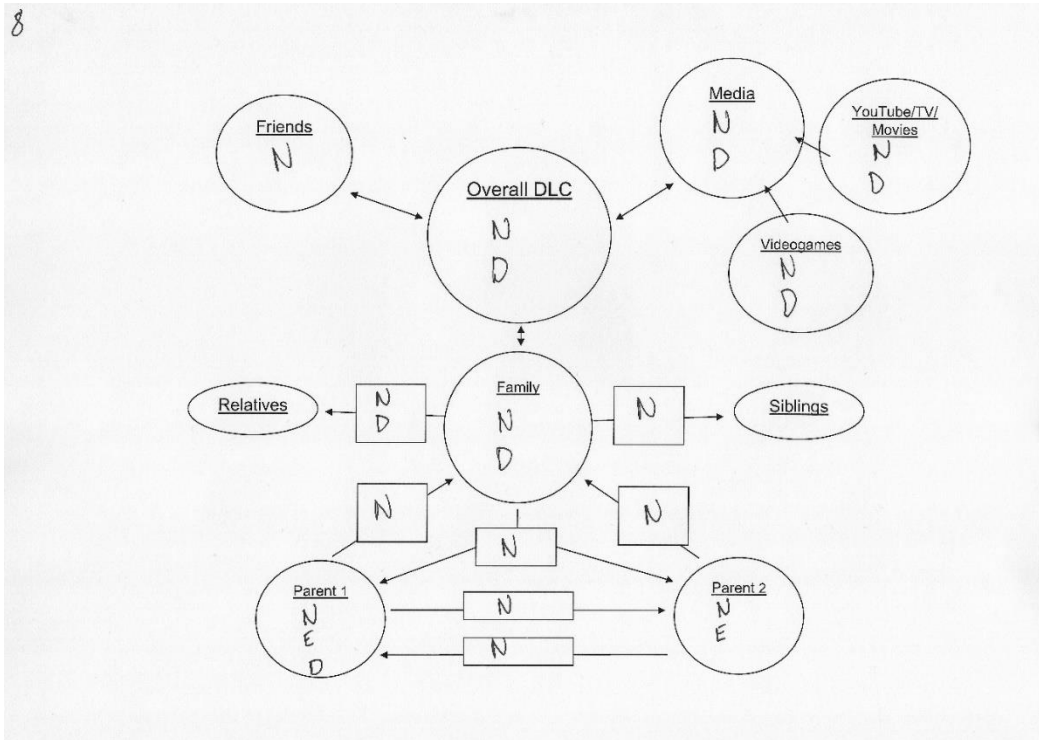 8
Friends
N
Media
N
D
YouTube/TV/
Movies
N
D
Overall DLC
N
D
Videogames
N
D
Relatives
N
D
Family
N
D
N
Siblings
N
N
N
Parent 1
N
E
D
N
N
Parent 2
N
E